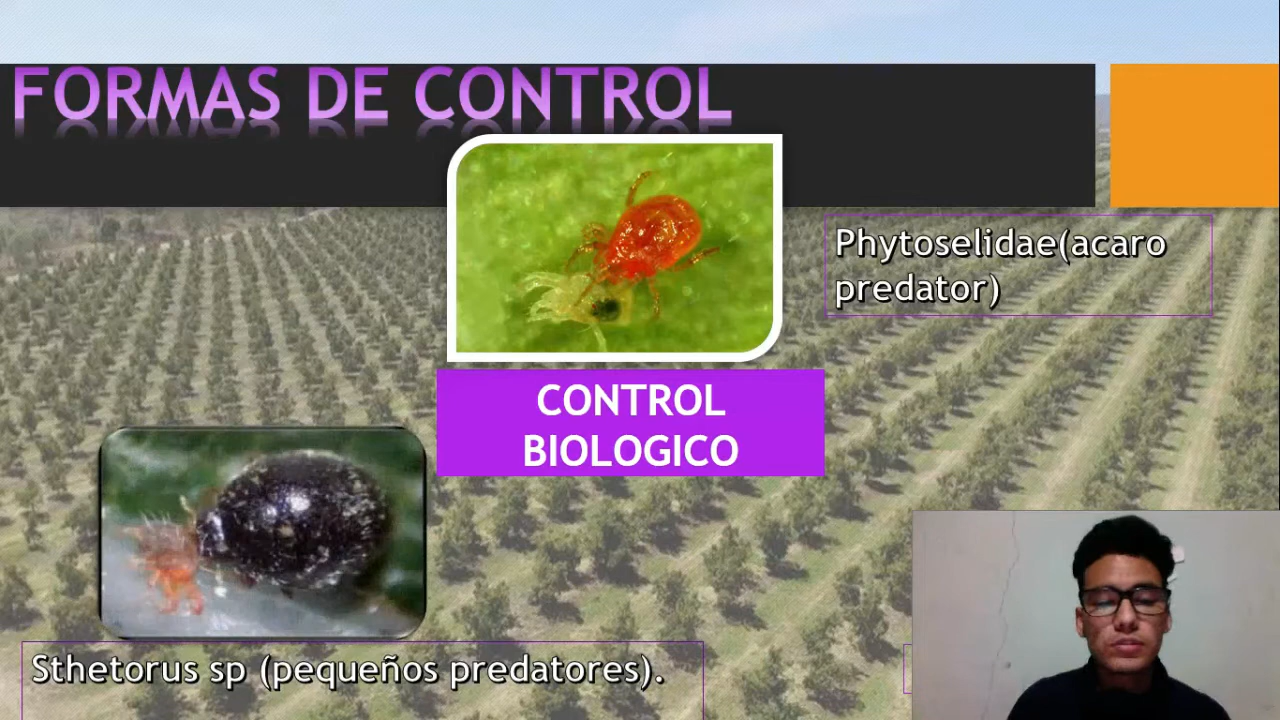 FORMAS DE CONTROL
Phytoselidae(acaro
predator)
CONTROL
BIOLOGICO
Sthetorus sp (pequeños predatores).